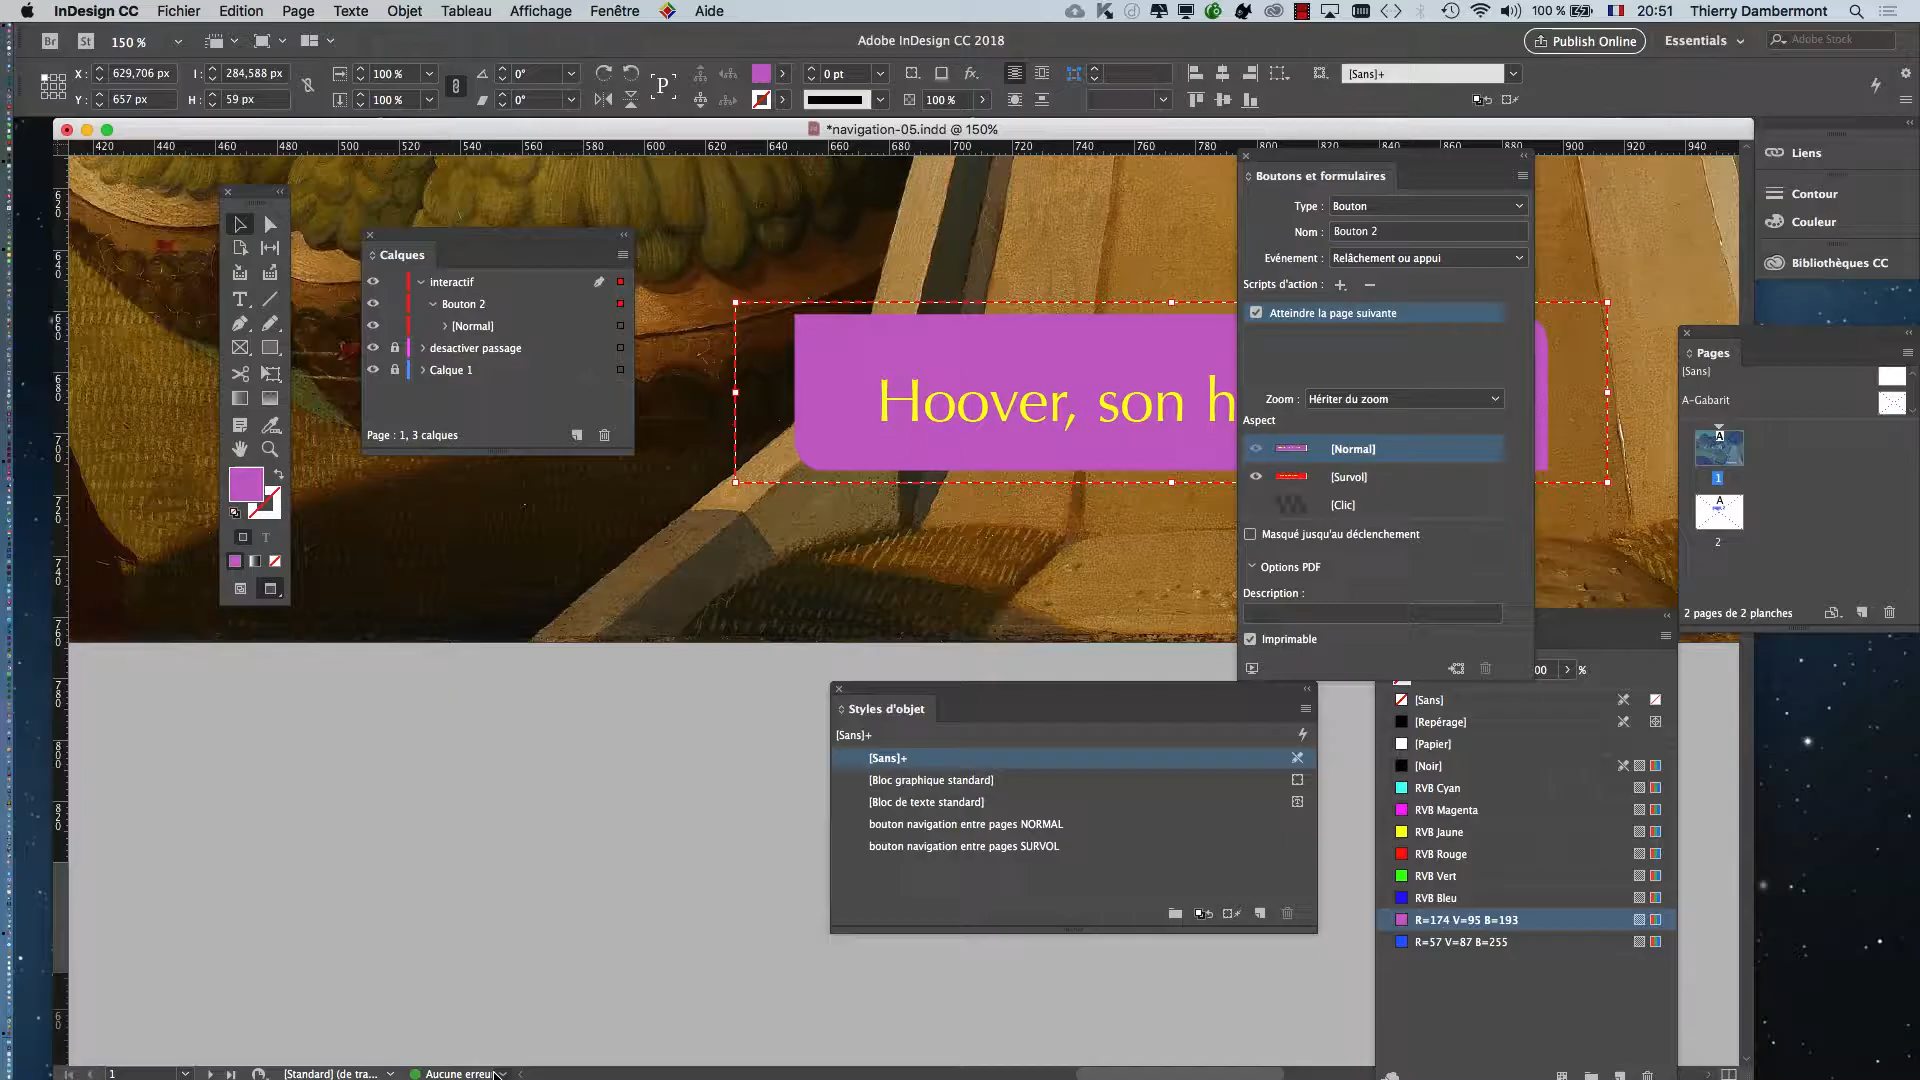 InDesign CC Fichier Edition Page Texte Objet Tableau Affichage Fenêtre Aide 100 % 20:51 Thierry Dambermont
Br St 150 % Adobe InDesign CC 2018 Publish Online Essentials Adobe Stock
X : 629,706 px I : 284,588 px 100 % 0° P 0 pt fx. [Sans]+
Y : 657 px H : 59 px 100 % 0° 100 %
*navigation-05.indd @ 150%
420 440 460 480 500 520 540 560 580 600 620 640 660 680 700 720 740 760 780 800 820 840 860 880 900 920 940
Calques
interactif
Bouton 2
[Normal]
desactiver passage
Calque 1
Page : 1, 3 calques
Hoover, son h
Boutons et formulaires
Type : Bouton
Nom : Bouton 2
Evénement : Relâchement ou appui
Scripts d'action :
Atteindre la page suivante
Zoom : Hériter du zoom
Aspect
[Normal]
[Survol]
[Clic]
Masqué jusqu'au déclenchement
Options PDF
Description :
Imprimable
Liens
Contour
Couleur
Bibliothèques CC
Pages
[Sans]
A-Gabarit
A
1
A
2
2 pages de 2 planches
Styles d'objet
[Sans]+
[Sans]+
[Bloc graphique standard]
[Bloc de texte standard]
bouton navigation entre pages NORMAL
bouton navigation entre pages SURVOL
00 %
[Sans]
[Repérage]
[Papier]
[Noir]
RVB Cyan
RVB Magenta
RVB Jaune
RVB Rouge
RVB Vert
RVB Bleu
R=174 V=95 B=193
R=57 V=87 B=255
1 [Standard] (de tra... Aucune erreu